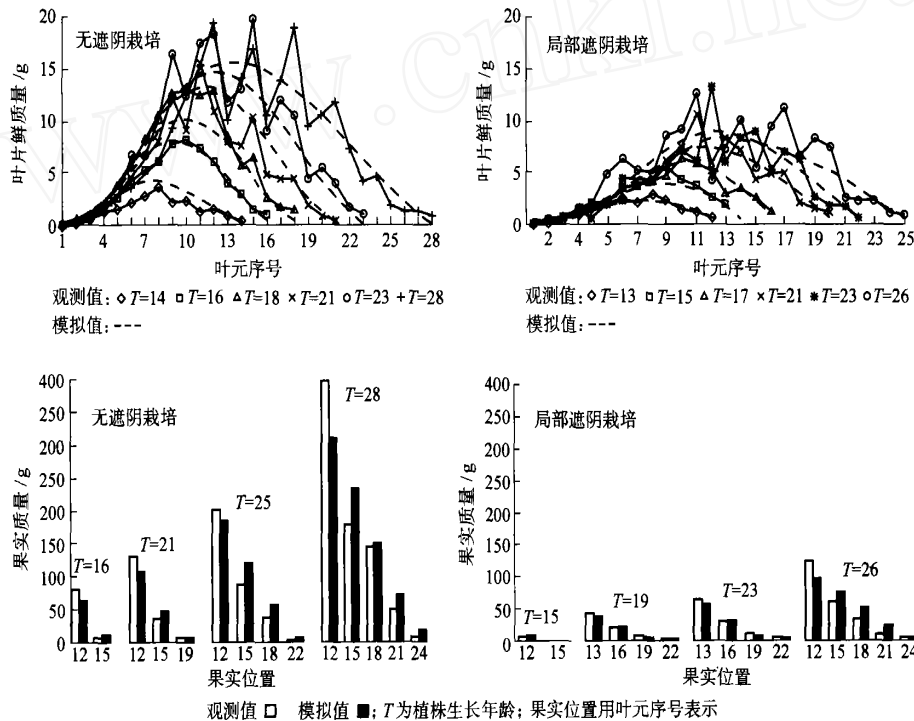 www.cnki.net
无遮阴栽培
叶片鲜质量/g
20
15
10
5
0
1 4 7 10 13 16 19 22 25 28
叶元序号
观测值: ◇T=14 □T=16 △T=18 ×T=21 ○T=23 +T=28
模拟值: ---
局部遮阴栽培
叶片鲜质量/g
20
15
10
5
0
1 3 5 7 9 11 13 15 17 19 21 23 25
叶元序号
观测值: ◇T=13 □T=15 △T=17 ×T=21 ✱T=23 ○T=26
模拟值: ---
无遮阴栽培
果实质量/g
400
350
300
250
200
150
100
50
0
T=16
T=21
T=25
T=28
12 15 12 15 19 12 15 18 22 12 15 18 21 24
局部遮阴栽培
果实质量/g
400
350
300
250
200
150
100
50
0
T=15
T=19
T=23
T=26
12 15 13 16 19 22 13 16 19 22 12 15 18 21 24
果实位置
果实位置
观测值 □ 模拟值 ■; T为植株生长年龄; 果实位置用叶元序号表示